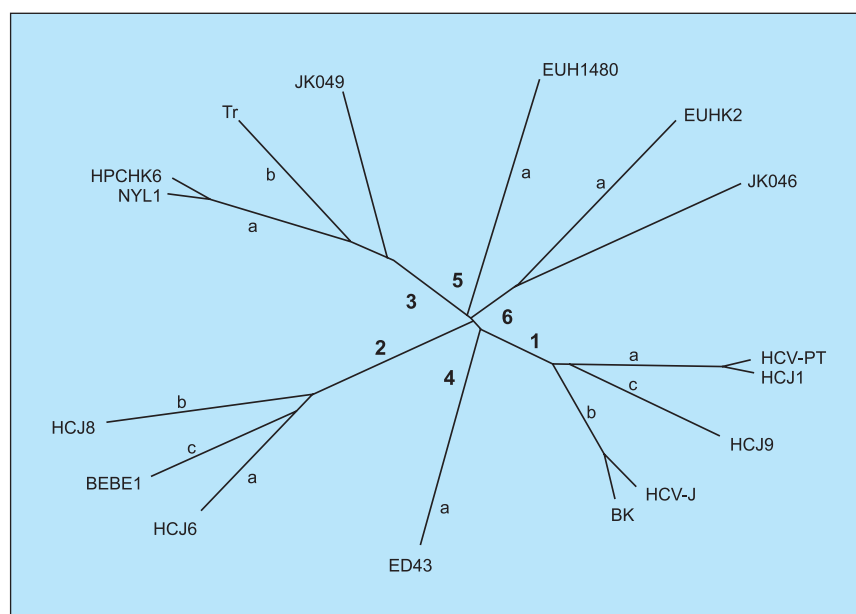 EUH1480
JK049
Tr
EUHK2
b
HPCHK6
a
a
JK046
NYL1
a
5
3
6
1
2
a
HCV-PT
4
HCJ1
c
b
b
HCJ8
HCJ9
c
BEBE1
a
HCV-J
BK
HCJ6
a
ED43